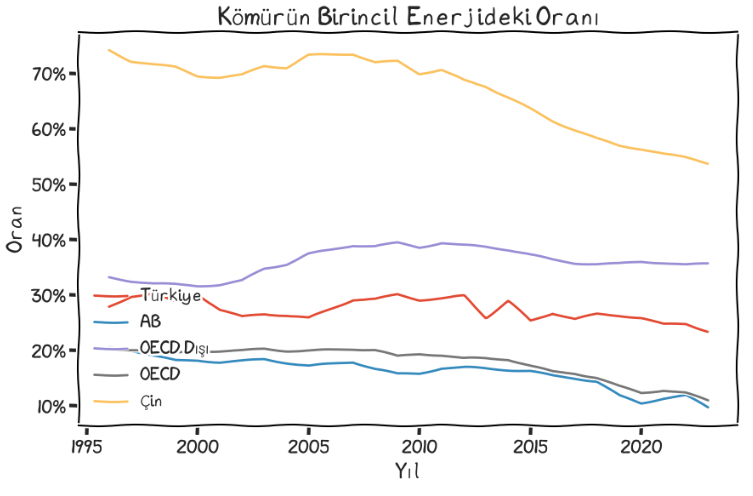 Kömürün Birincil Enerjideki Oranı
70%
60%
50%
40%
30%
20%
10%
Oran
Türkiye
AB
OECD Dışı
OECD
Çin
1995 2000 2005 2010 2015 2020
Yıl